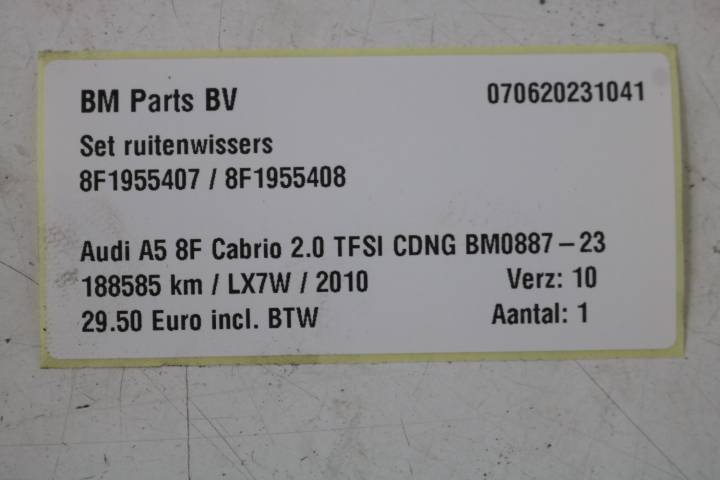 BM Parts BV 070620231041
Set ruitenwissers
8F1955407 / 8F1955408
Audi A5 8F Cabrio 2.0 TFSI CDNG BM0887-23
188585 km / LX7W / 2010 Verz: 10
29.50 Euro incl. BTW Aantal: 1